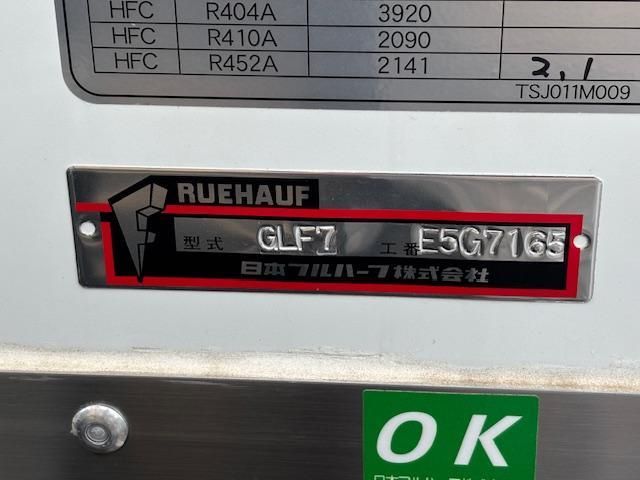 HFC R404A 3920
HFC R410A 2090
HFC R452A 2141 2,1
TSJ011M009
RUEHAUF
型式 GLF7 工番 E5G7165
日本フルハーフ株式会社
OK